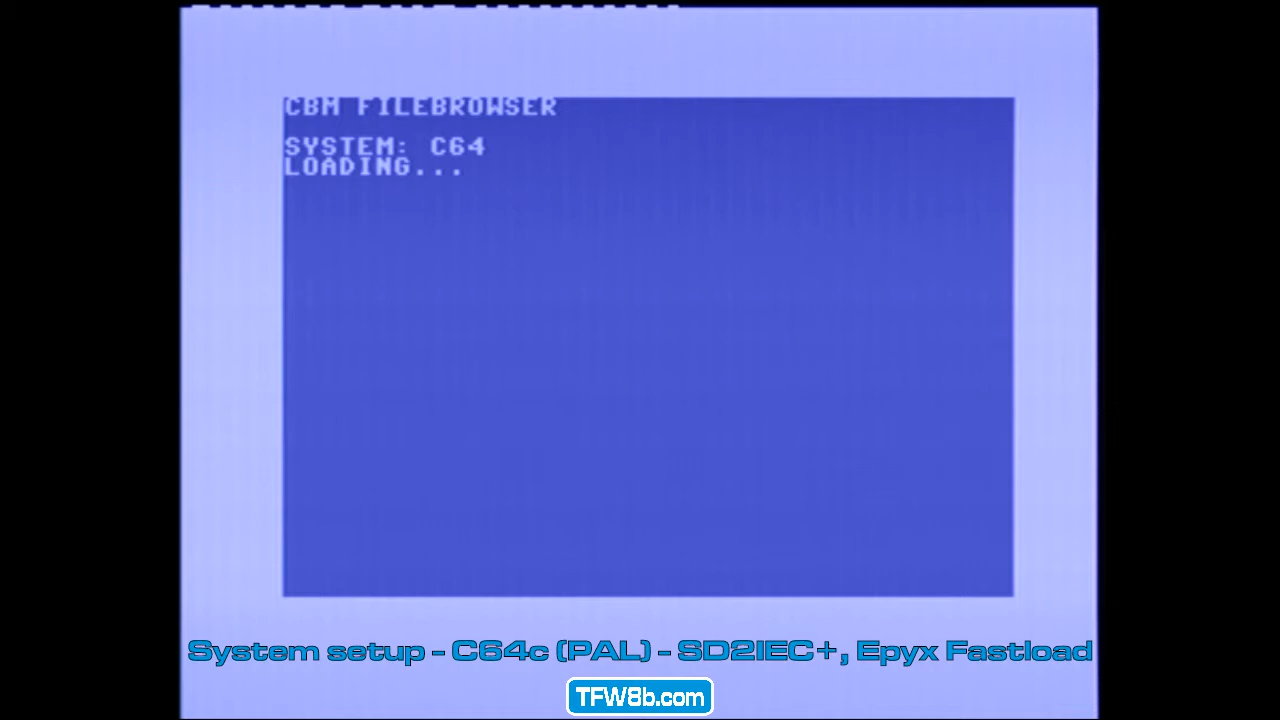 CBM FILEBROWSER
SYSTEM: C64
LOADING...
System setup - C64c (PAL) - SD2IEC+, Epyx Fastload
TFW8b.com